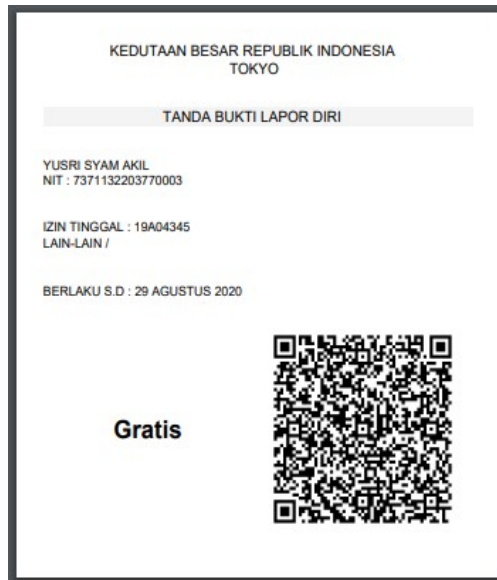 KEDUTAAN BESAR REPUBLIK INDONESIA
TOKYO
TANDA BUKTI LAPOR DIRI
YUSRI SYAM AKIL
NIT : 7371132203770003
IZIN TINGGAL : 19A04345
LAIN-LAIN /
BERLAKU S.D : 29 AGUSTUS 2020
Gratis